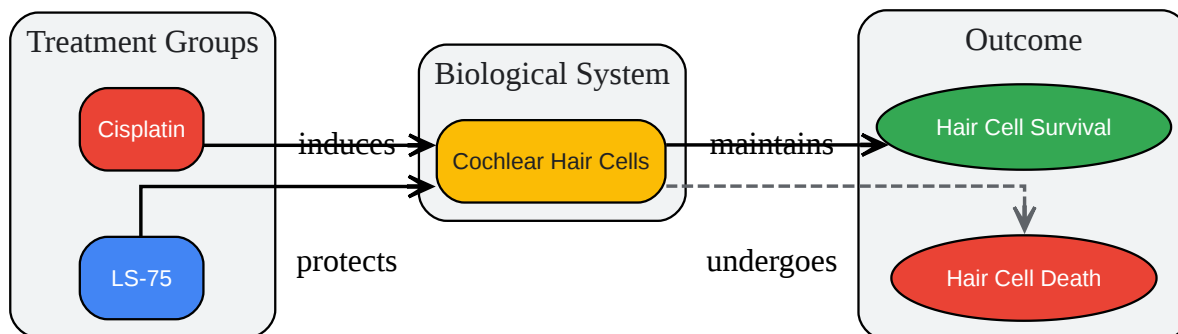 Treatment Groups
Cisplatin
LS-75
induces
protects
Biological System
Cochlear Hair Cells
maintains
undergoes
Outcome
Hair Cell Survival
Hair Cell Death